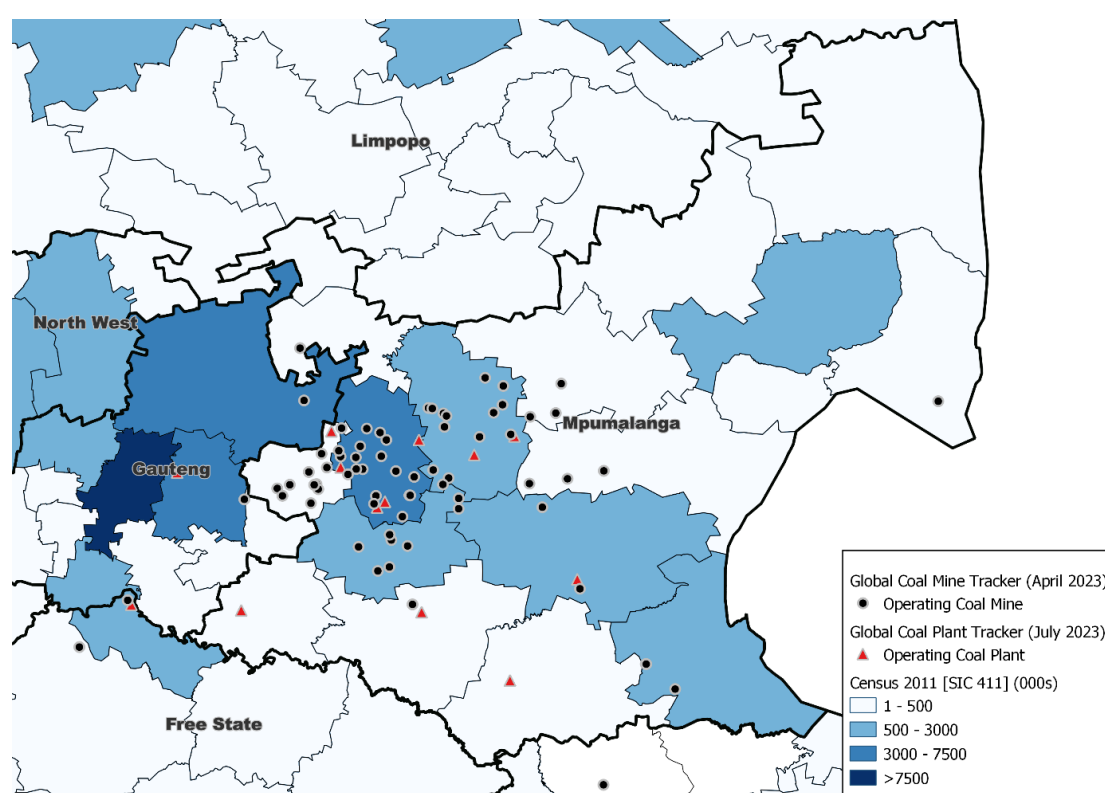 Limpopo
North West
Mpumalanga
Gauteng
Free State
Global Coal Mine Tracker (April 2023)
Operating Coal Mine
Global Coal Plant Tracker (July 2023)
Operating Coal Plant
Census 2011 [SIC 411] (000s)
1 - 500
500 - 3000
3000 - 7500
>7500